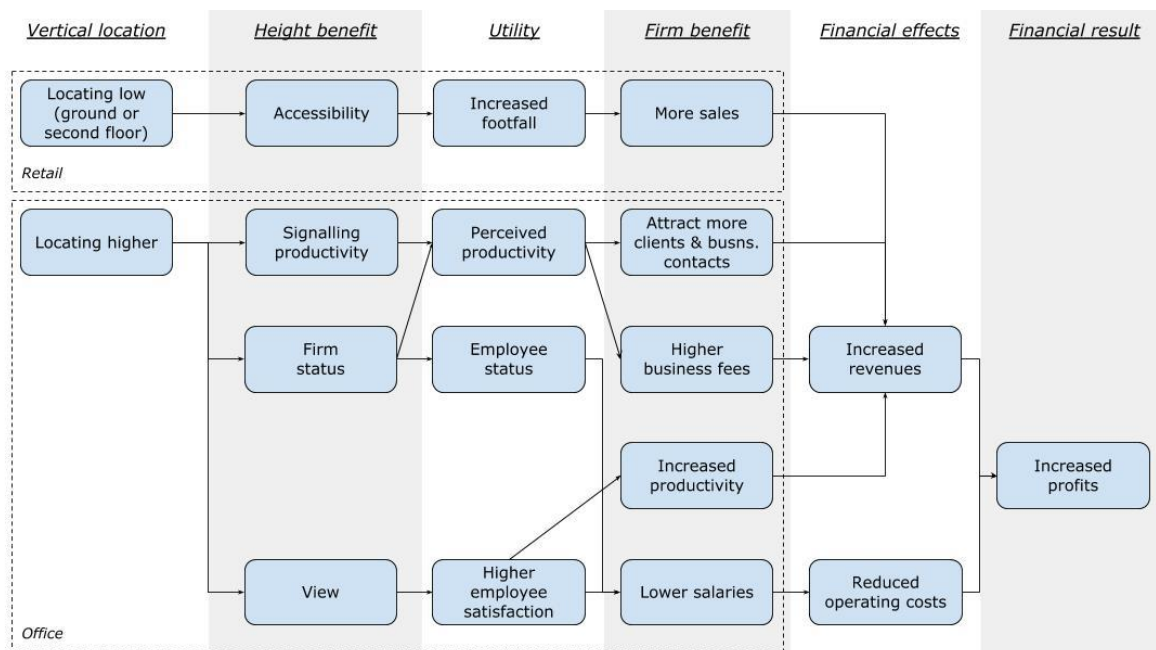 Vertical location
Height benefit
Utility
Firm benefit
Financial effects
Financial result
Locating low
(ground or
second floor)
Accessibility
Increased
footfall
More sales
Retail
Locating higher
Signalling
productivity
Perceived
productivity
Attract more
clients & busns.
contacts
Firm
status
Employee
status
Higher
business fees
Increased
revenues
Increased
productivity
Increased
profits
View
Higher
employee
satisfaction
Lower salaries
Reduced
operating costs
Office